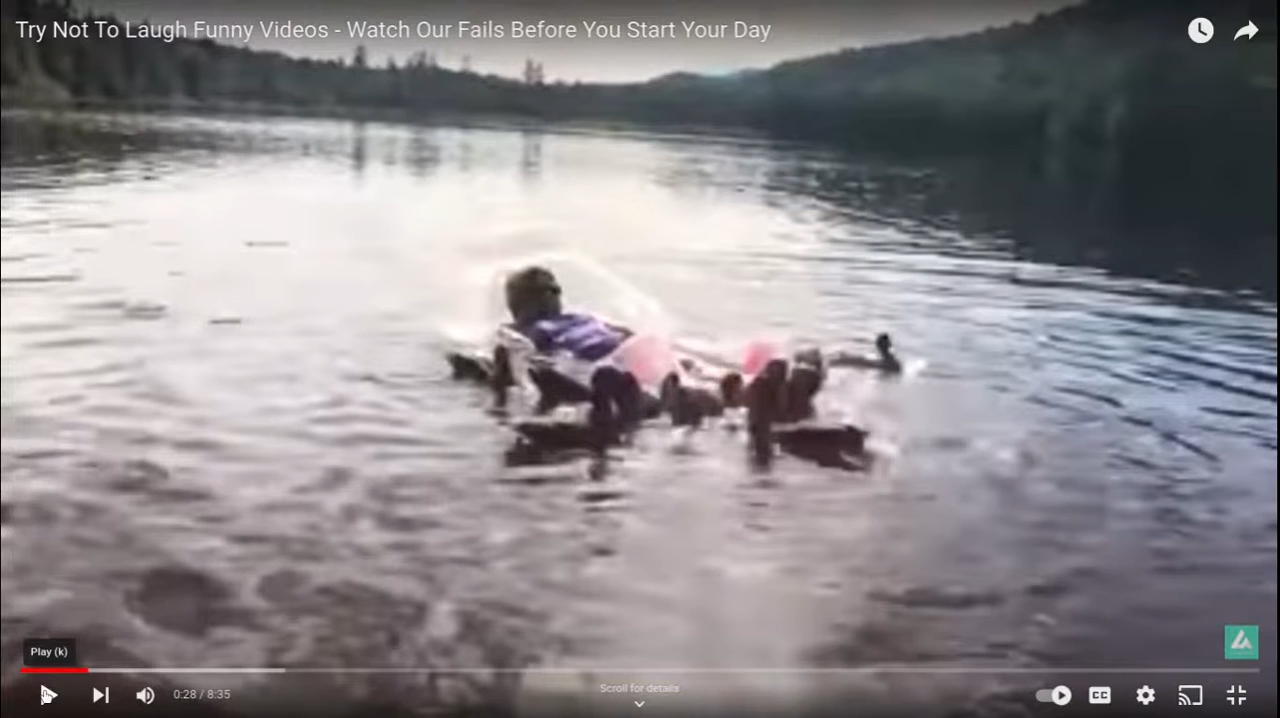 Try Not To Laugh Funny Videos - Watch Our Fails Before You Start Your Day
Play (k)
0:28 / 8:35
Scroll for details
CC